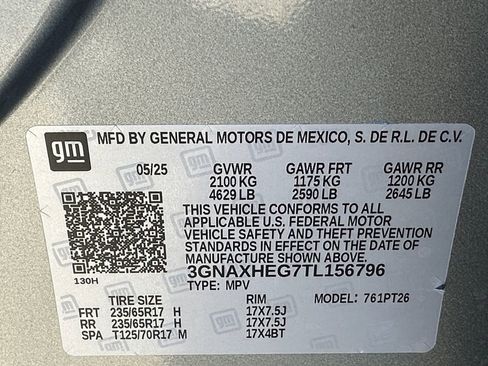 gm MFD BY GENERAL MOTORS DE MEXICO, S. DE R.L. DE C.V.
05/25 GVWR GAWR FRT GAWR RR
2100 KG 1175 KG 1200 KG
4629 LB 2590 LB 2645 LB
THIS VEHICLE CONFORMS TO ALL
APPLICABLE U.S. FEDERAL MOTOR
VEHICLE SAFETY AND THEFT PREVENTION
STANDARDS IN EFFECT ON THE DATE OF
MANUFACTURE SHOWN ABOVE.
3GNAXHEG7TL156796
130H TYPE: MPV MODEL: 761PT26
TIRE SIZE RIM
FRT 235/65R17 H 17X7.5J
RR 235/65R17 H 17X7.5J
SPA T125/70R17 M 17X4BT